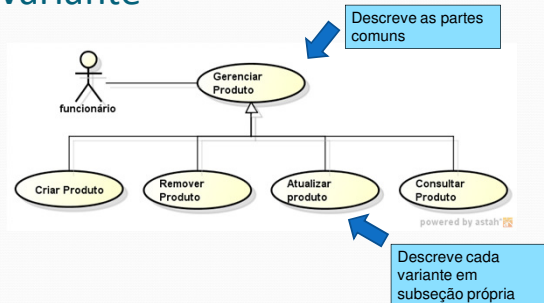 variante
Descreve as partes
comuns
Gerenciar
Produto
funcionário
Criar Produto
Remover
Produto
Atualizar
produto
Consultar
Produto
powered by astah*
Descreve cada
variante em
subseção própria